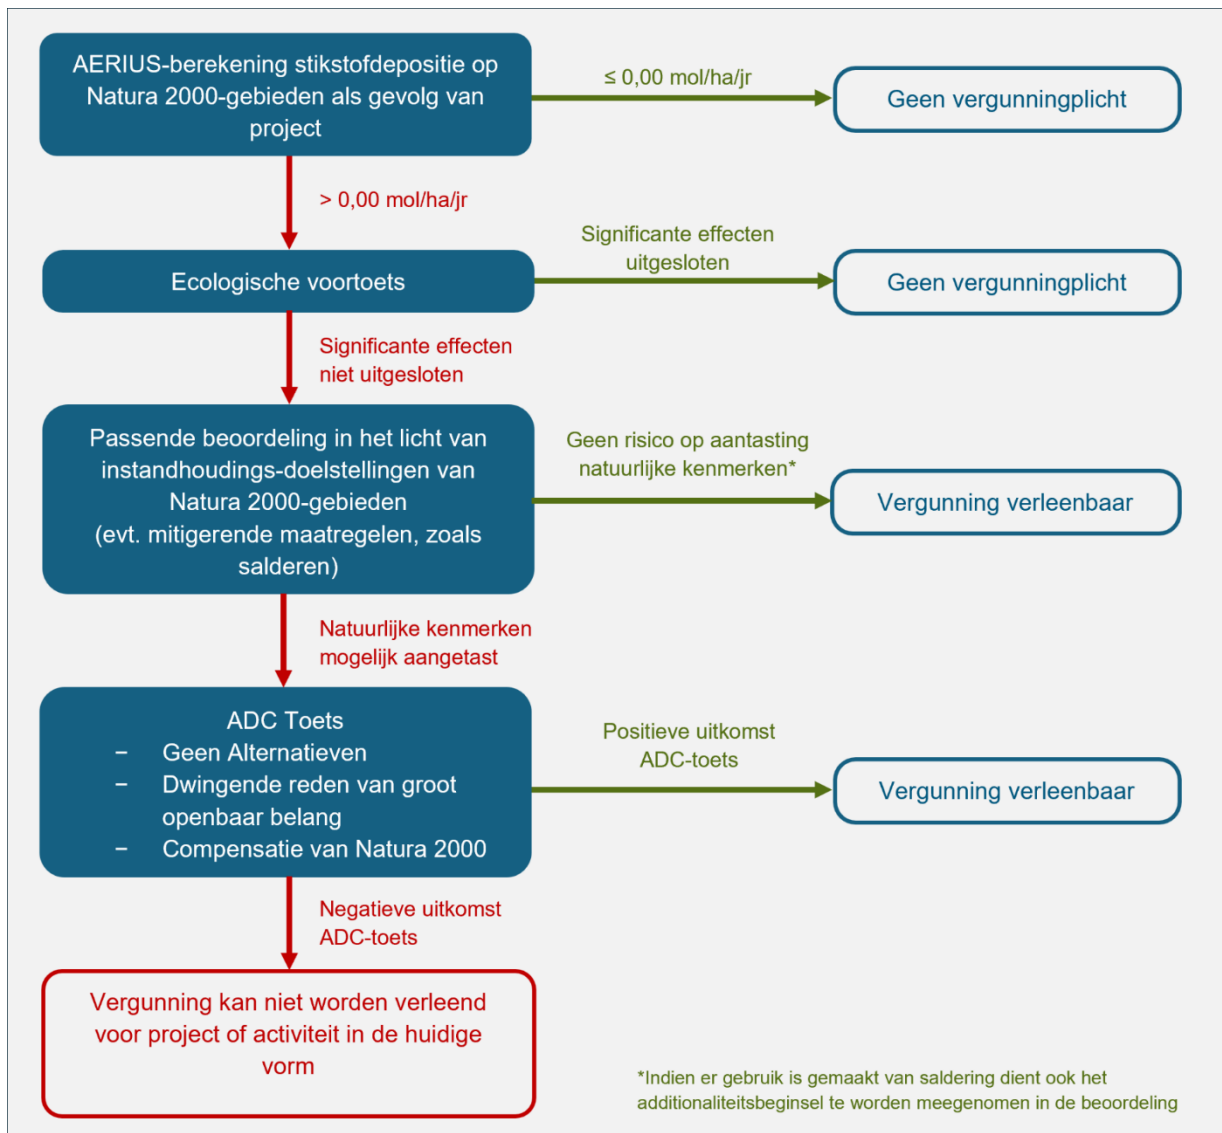 AERIUS-berekening stikstofdepositie op
Natura 2000-gebieden als gevolg van
project
≤ 0,00 mol/ha/jr
Geen vergunningplicht
> 0,00 mol/ha/jr
Ecologische voortoets
Significante effecten
uitgesloten
Geen vergunningplicht
Significante effecten
niet uitgesloten
Passende beoordeling in het licht van
instandhoudings-doelstellingen van
Natura 2000-gebieden
(evt. mitigerende maatregelen, zoals
salderen)
Geen risico op aantasting
natuurlijke kenmerken*
Vergunning verleenbaar
Natuurlijke kenmerken
mogelijk aangetast
ADC Toets
− Geen Alternatieven
− Dwingende reden van groot
openbaar belang
− Compensatie van Natura 2000
Positieve uitkomst
ADC-toets
Vergunning verleenbaar
Negatieve uitkomst
ADC-toets
Vergunning kan niet worden verleend
voor project of activiteit in de huidige
vorm
*Indien er gebruik is gemaakt van saldering dient ook het
additionaliteitsbeginsel te worden meegenomen in de beoordeling